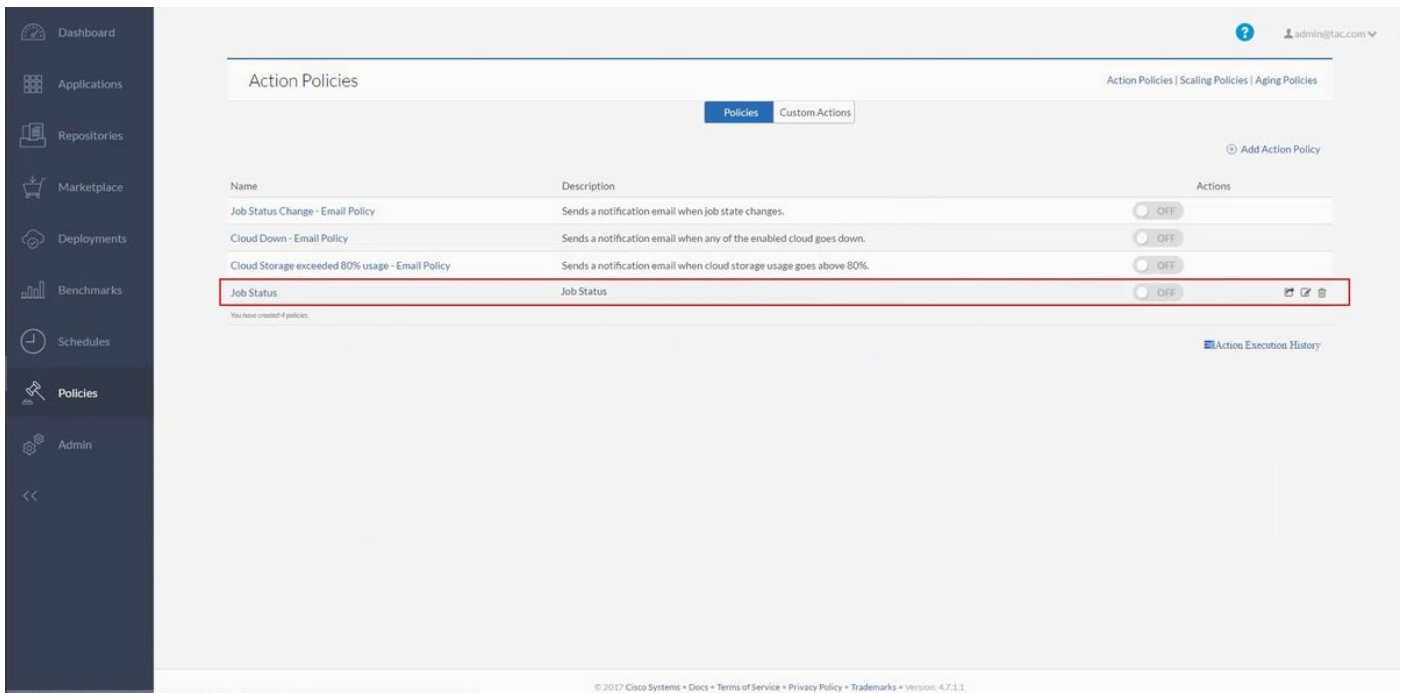 Dashboard
admin@tac.com
Applications
Action Policies
Action Policies | Scaling Policies | Aging Policies
Policies
Custom Actions
Repositories
Add Action Policy
Marketplace
Name Description Actions
Job Status Change - Email Policy Sends a notification email when job state changes. OFF
Deployments
Cloud Down - Email Policy Sends a notification email when any of the enabled cloud goes down. OFF
Cloud Storage exceeded 80% usage - Email Policy Sends a notification email when cloud storage usage goes above 80%. OFF
Benchmarks
Job Status Job Status OFF
You have created 4 policies.
Schedules
Action Execution History
Policies
Admin
<<
© 2017 Cisco Systems • Docs • Terms of Service • Privacy Policy • Trademarks • Version: 4.7.1.1